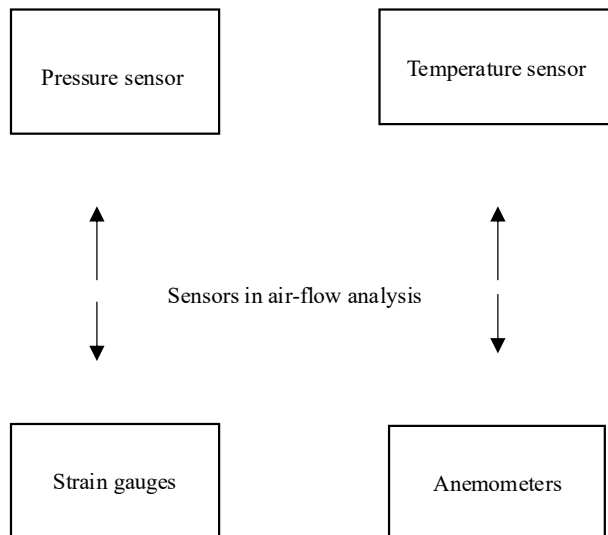 Pressure sensor
Temperature sensor
Sensors in air-flow analysis
Strain gauges
Anemometers